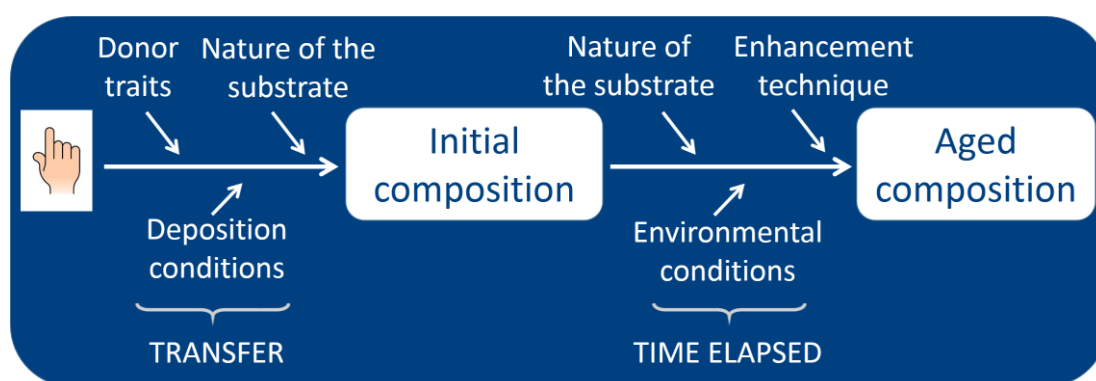 Donor
traits
Nature of the
substrate
Nature of
the substrate
Enhancement
technique
Initial
composition
Aged
composition
Deposition
conditions
Environmental
conditions
TRANSFER
TIME ELAPSED